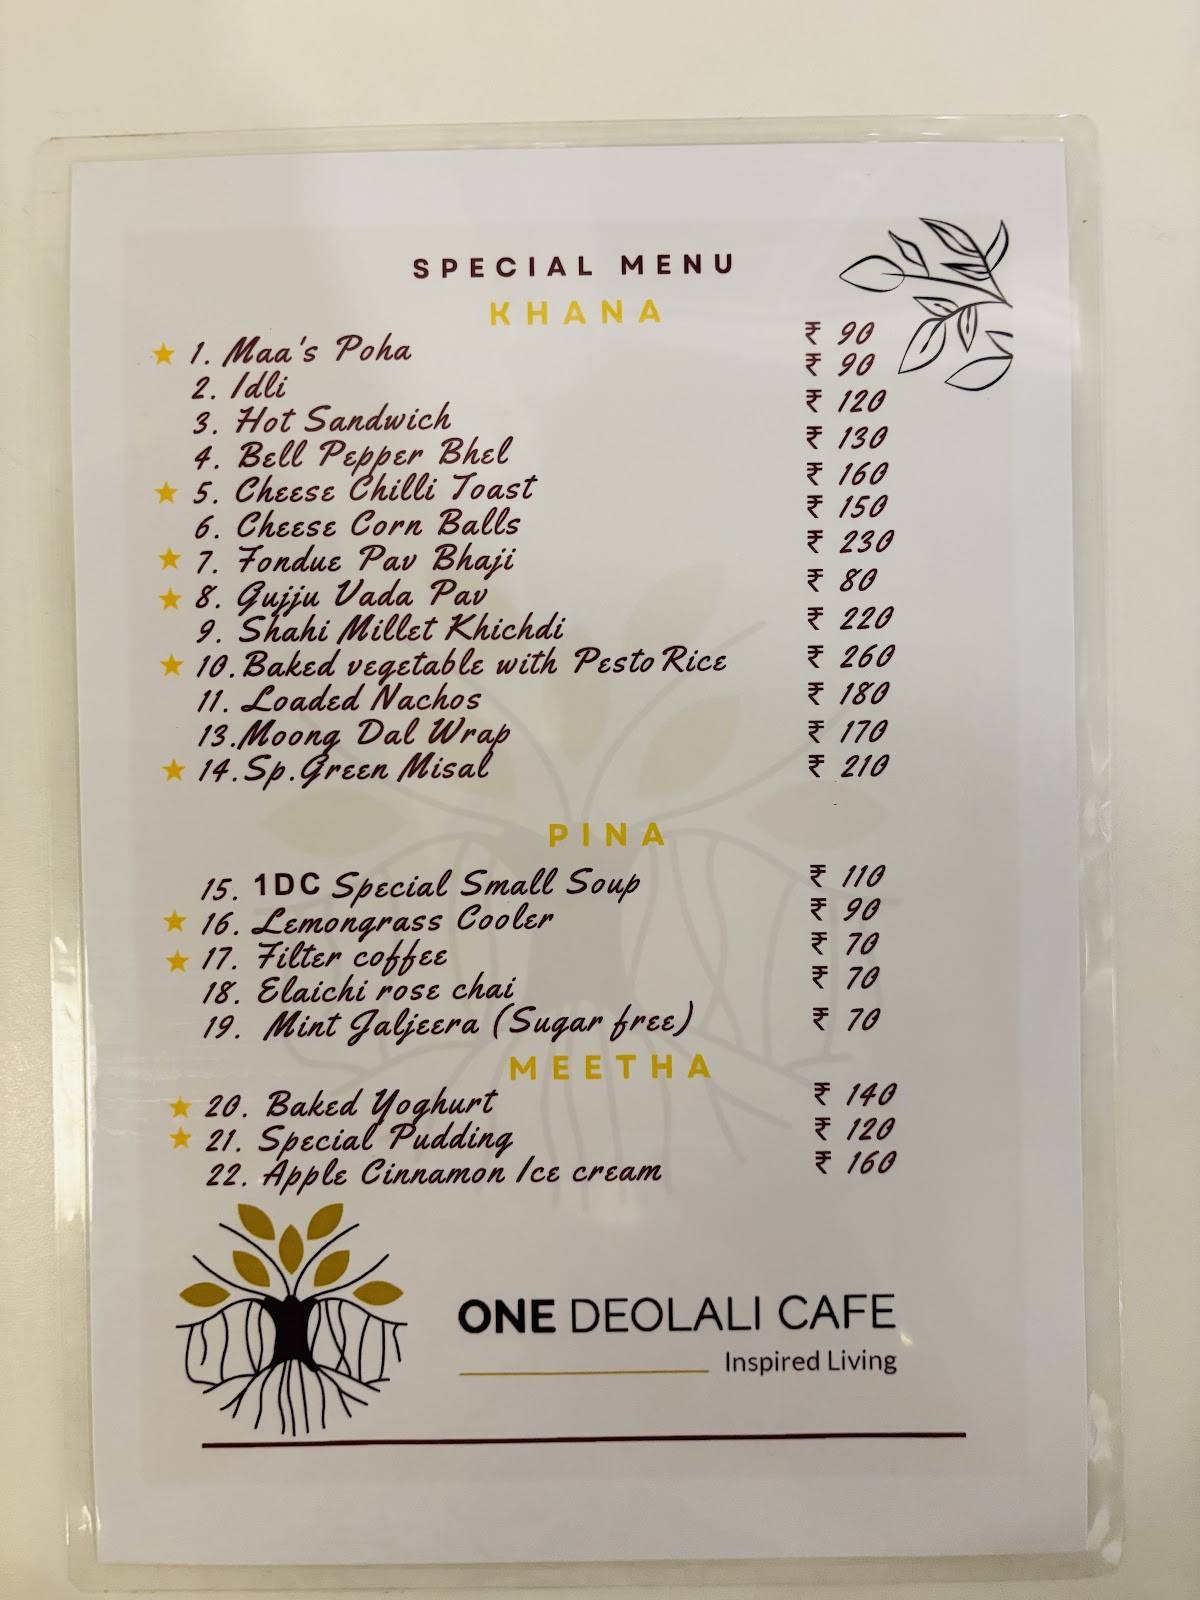 SPECIAL MENU
KHANA
★ 1. Maa's Poha ₹ 90
2. Idli ₹ 90
3. Hot Sandwich ₹ 120
4. Bell Pepper Bhel ₹ 130
★ 5. Cheese Chilli Toast ₹ 160
6. Cheese Corn Balls ₹ 150
★ 7. Fondue Pav Bhaji ₹ 230
★ 8. Gujju Vada Pav ₹ 80
9. Shahi Millet Khichdi ₹ 220
★ 10. Baked vegetable with Pesto Rice ₹ 260
11. Loaded Nachos ₹ 180
13. Moong Dal Wrap ₹ 170
★ 14. Sp. Green Misal ₹ 210
PINA
15. 1DC Special Small Soup ₹ 110
★ 16. Lemongrass Cooler ₹ 90
★ 17. Filter coffee ₹ 70
18. Elaichi rose chai ₹ 70
19. Mint Jaljeera (Sugar free) ₹ 70
MEETHA
★ 20. Baked Yoghurt ₹ 140
★ 21. Special Pudding ₹ 120
22. Apple Cinnamon Ice cream ₹ 160
ONE DEOLALI CAFE
Inspired Living